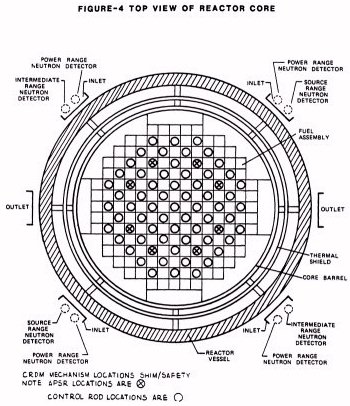 FIGURE-4 TOP VIEW OF REACTOR CORE
POWER RANGE
NEUTRON DETECTOR
INTERMEDIATE
RANGE
NEUTRON
DETECTOR
INLET
POWER RANGE
NEUTRON DETECTOR
INLET
SOURCE
RANGE
NEUTRON
DETECTOR
FUEL
ASSEMBLY
OUTLET
OUTLET
THERMAL
SHIELD
CORE BARREL
SOURCE
RANGE
NEUTRON
DETECTOR
INLET
POWER RANGE
NEUTRON DETECTOR
REACTOR
VESSEL
INLET
INTERMEDIATE
RANGE
NEUTRON
DETECTOR
POWER RANGE
NEUTRON DETECTOR
CRDM MECHANISM LOCATIONS SHIM/SAFETY
NOTE APSR LOCATIONS ARE
CONTROL ROD LOCATIONS ARE